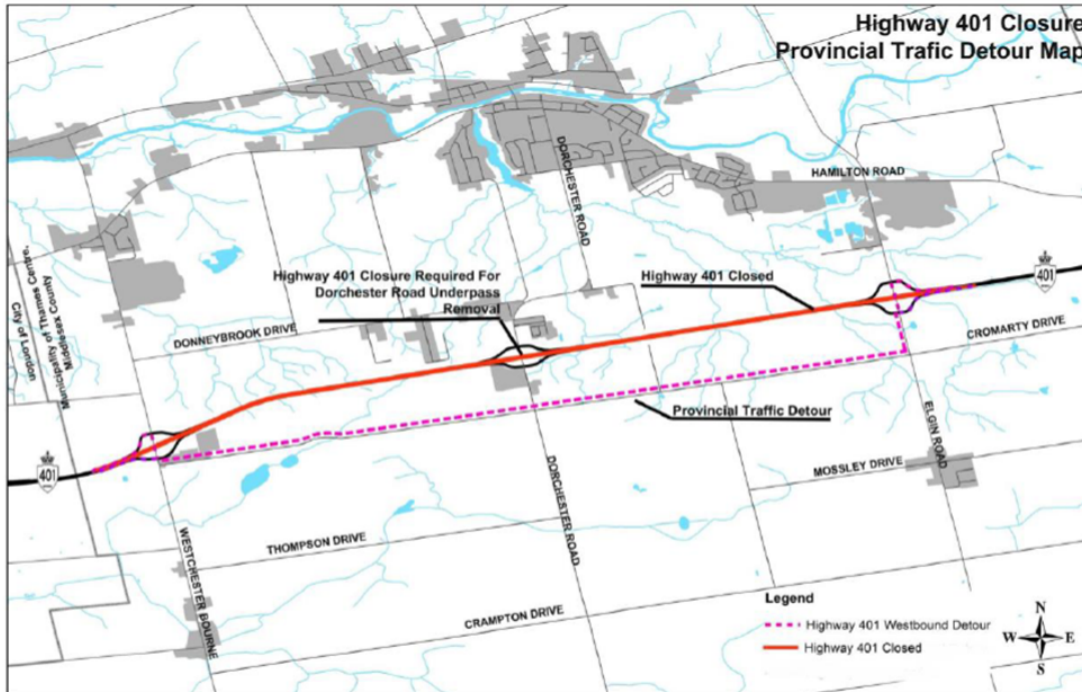 Highway 401 Closure
Provincial Trafic Detour Map
DORCHESTER ROAD
HAMILTON ROAD
Highway 401 Closure Required For
Dorchester Road Underpass
Removal
Highway 401 Closed
401
City of London
Municipality of Thames Centre,
Middlesex County
DONNEYBROOK DRIVE
CROMARTY DRIVE
Provincial Traffic Detour
ELGIN ROAD
401
MOSSLEY DRIVE
DORCHESTER ROAD
WESTCHESTER BOURNE
THOMPSON DRIVE
CRAMPTON DRIVE
Legend
Highway 401 Westbound Detour
Highway 401 Closed
N
W E
S